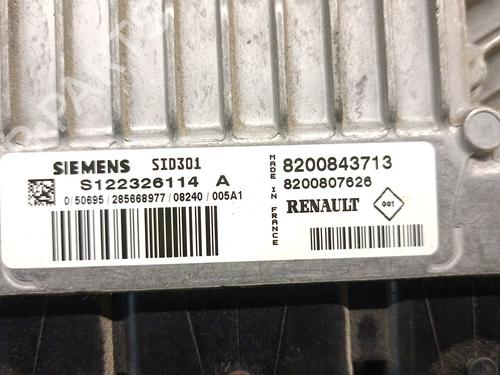 SIEMENS SID301
S122326114 A
0/50695/285668977/08240/005A1
MADE IN FRANCE
8200843713
8200807626
RENAULT
001